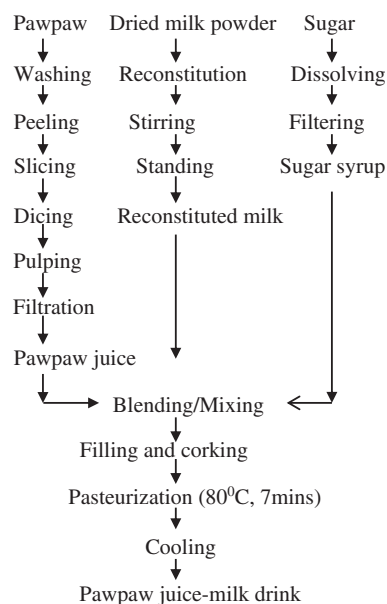 Pawpaw Dried milk powder Sugar
Washing Reconstitution Dissolving
Peeling Stirring Filtering
Slicing Standing Sugar syrup
Dicing Reconstituted milk
Pulping
Filtration
Pawpaw juice
Blending/Mixing
Filling and corking
Pasteurization (80⁰C, 7mins)
Cooling
Pawpaw juice-milk drink